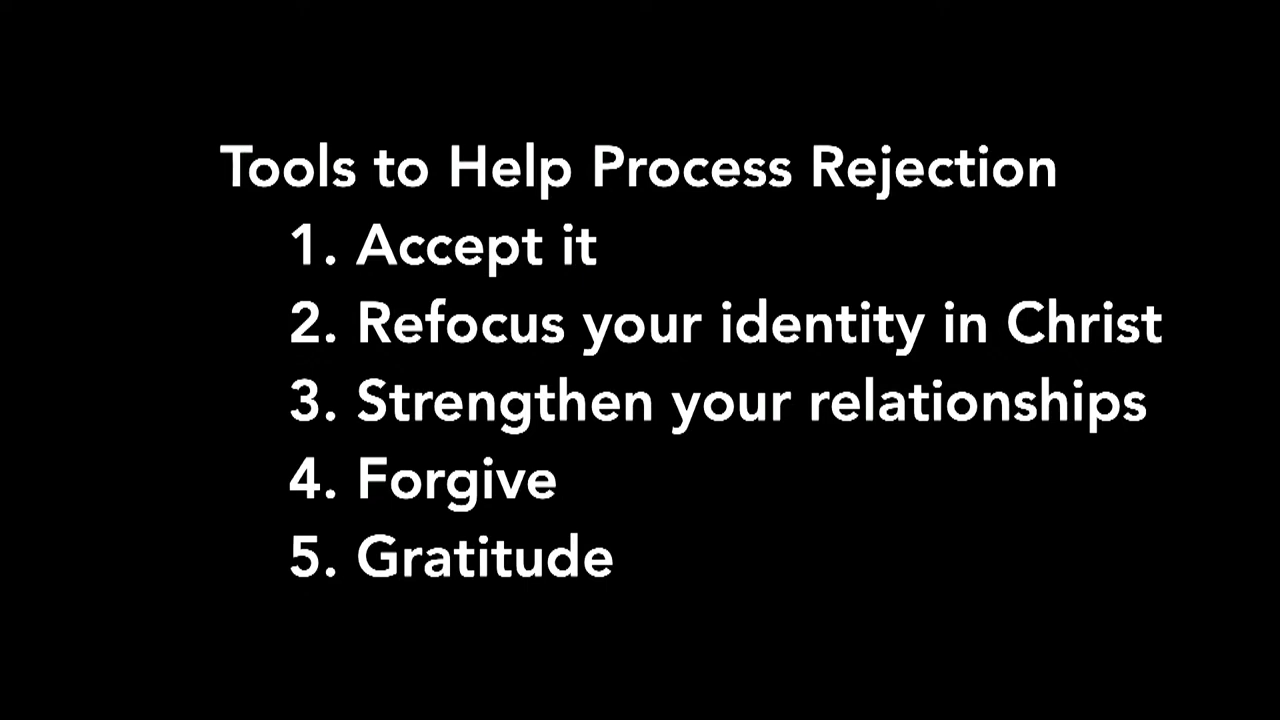 Tools to Help Process Rejection
1. Accept it
2. Refocus your identity in Christ
3. Strengthen your relationships
4. Forgive
5. Gratitude